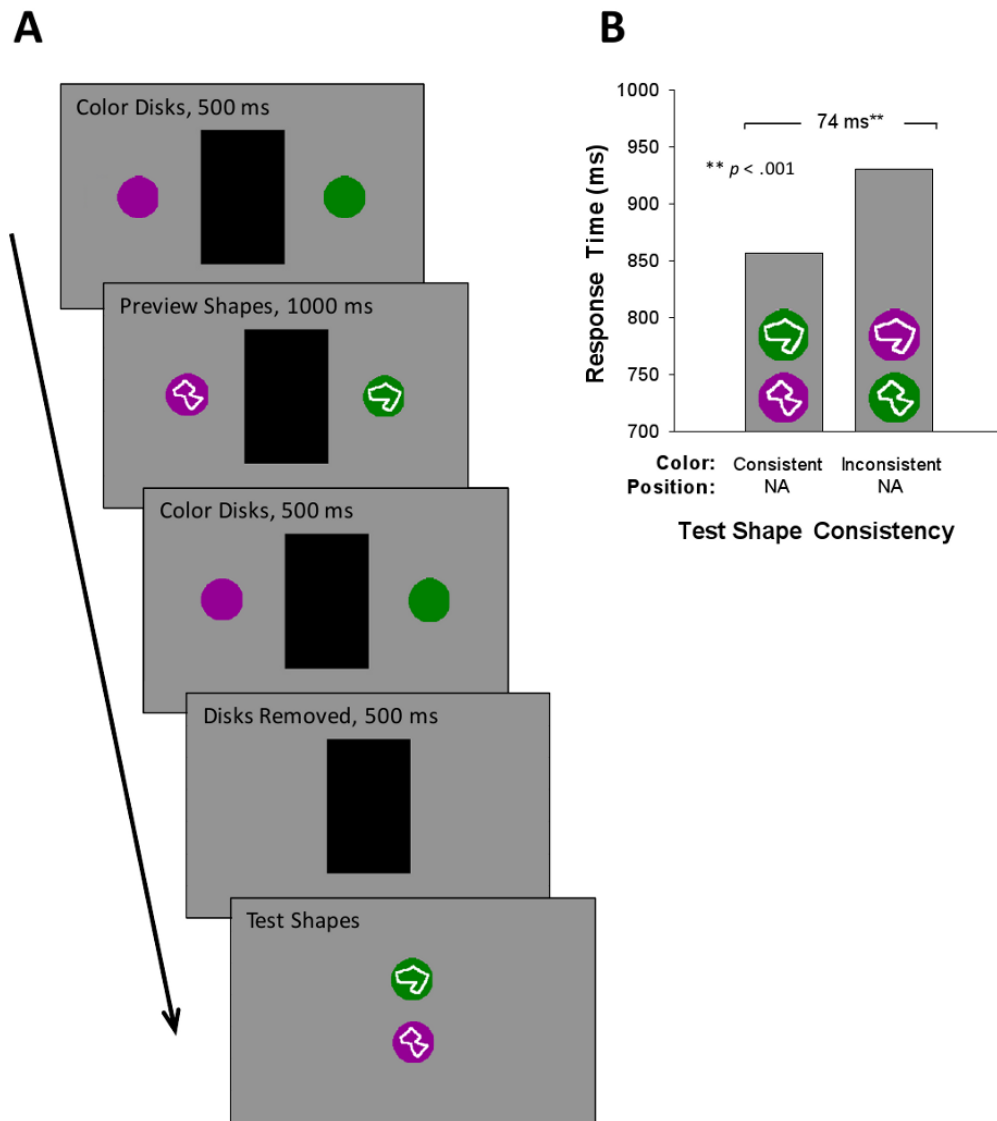 A
Color Disks, 500 ms
Preview Shapes, 1000 ms
Color Disks, 500 ms
Disks Removed, 500 ms
Test Shapes
B
Response Time (ms)
1000
950
900
850
800
750
700
74 ms**
** p < .001
Color: Consistent Inconsistent
Position: NA NA
Test Shape Consistency